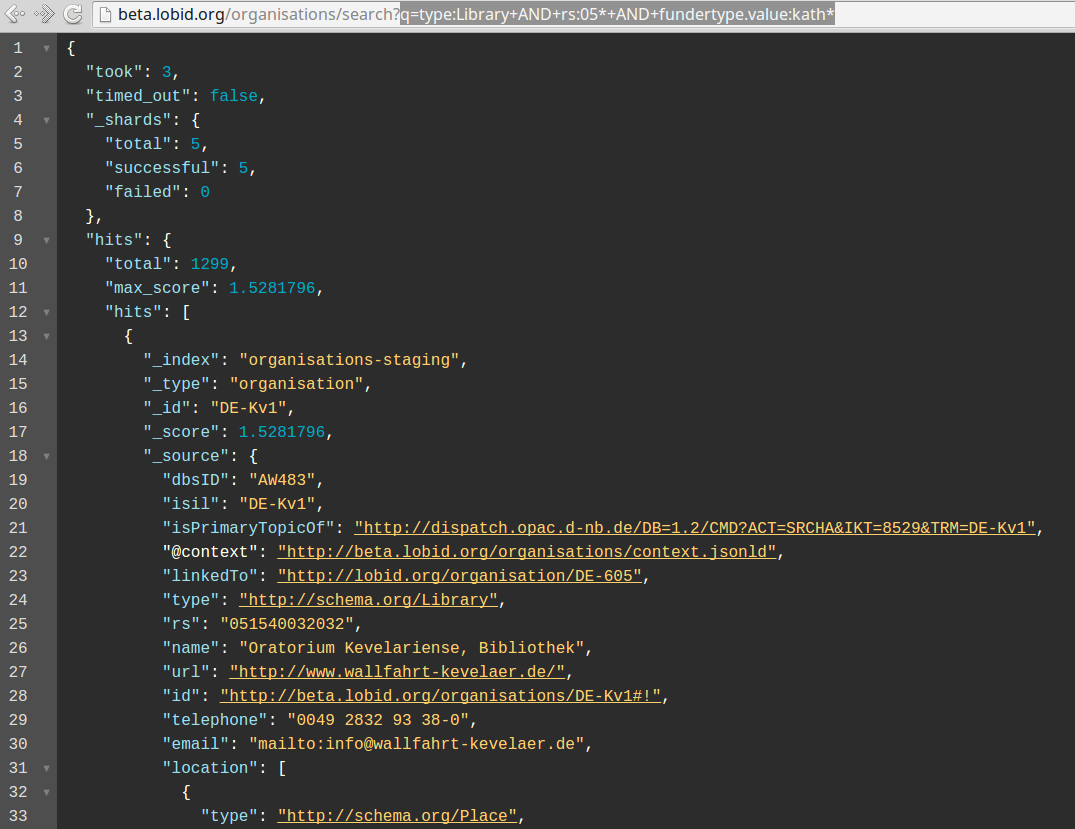 beta.lobid.org/organisations/search?q=type:Library+AND+rs:05*+AND+fundertype.value:kath*
1 {
2 "took": 3,
3 "timed_out": false,
4 "_shards": {
5 "total": 5,
6 "successful": 5,
7 "failed": 0
8 },
9 "hits": {
10 "total": 1299,
11 "max_score": 1.5281796,
12 "hits": [
13 {
14 "_index": "organisations-staging",
15 "_type": "organisation",
16 "_id": "DE-Kv1",
17 "_score": 1.5281796,
18 "_source": {
19 "dbsID": "AW483",
20 "isil": "DE-Kv1",
21 "isPrimaryTopicOf": "http://dispatch.opac.d-nb.de/DB=1.2/CMD?ACT=SRCHA&IKT=8529&TRM=DE-Kv1",
22 "@context": "http://beta.lobid.org/organisations/context.jsonld",
23 "linkedTo": "http://lobid.org/organisation/DE-605",
24 "type": "http://schema.org/Library",
25 "rs": "051540032032",
26 "name": "Oratorium Kevelariense, Bibliothek",
27 "url": "http://www.wallfahrt-kevelaer.de/",
28 "id": "http://beta.lobid.org/organisations/DE-Kv1#!",
29 "telephone": "0049 2832 93 38-0",
30 "email": "mailto:info@wallfahrt-kevelaer.de",
31 "location": [
32 {
33 "type": "http://schema.org/Place",